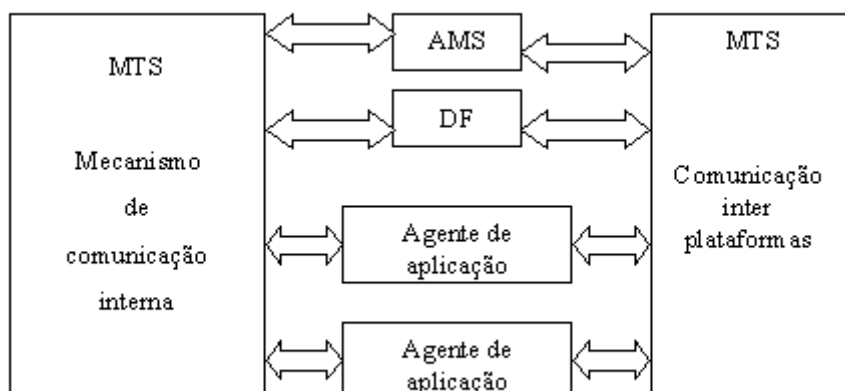 MTS
Mecanismo
de
comunicação
interna
AMS
DF
Agente de
aplicação
Agente de
aplicação
MTS
Comunicação
inter
plataformas